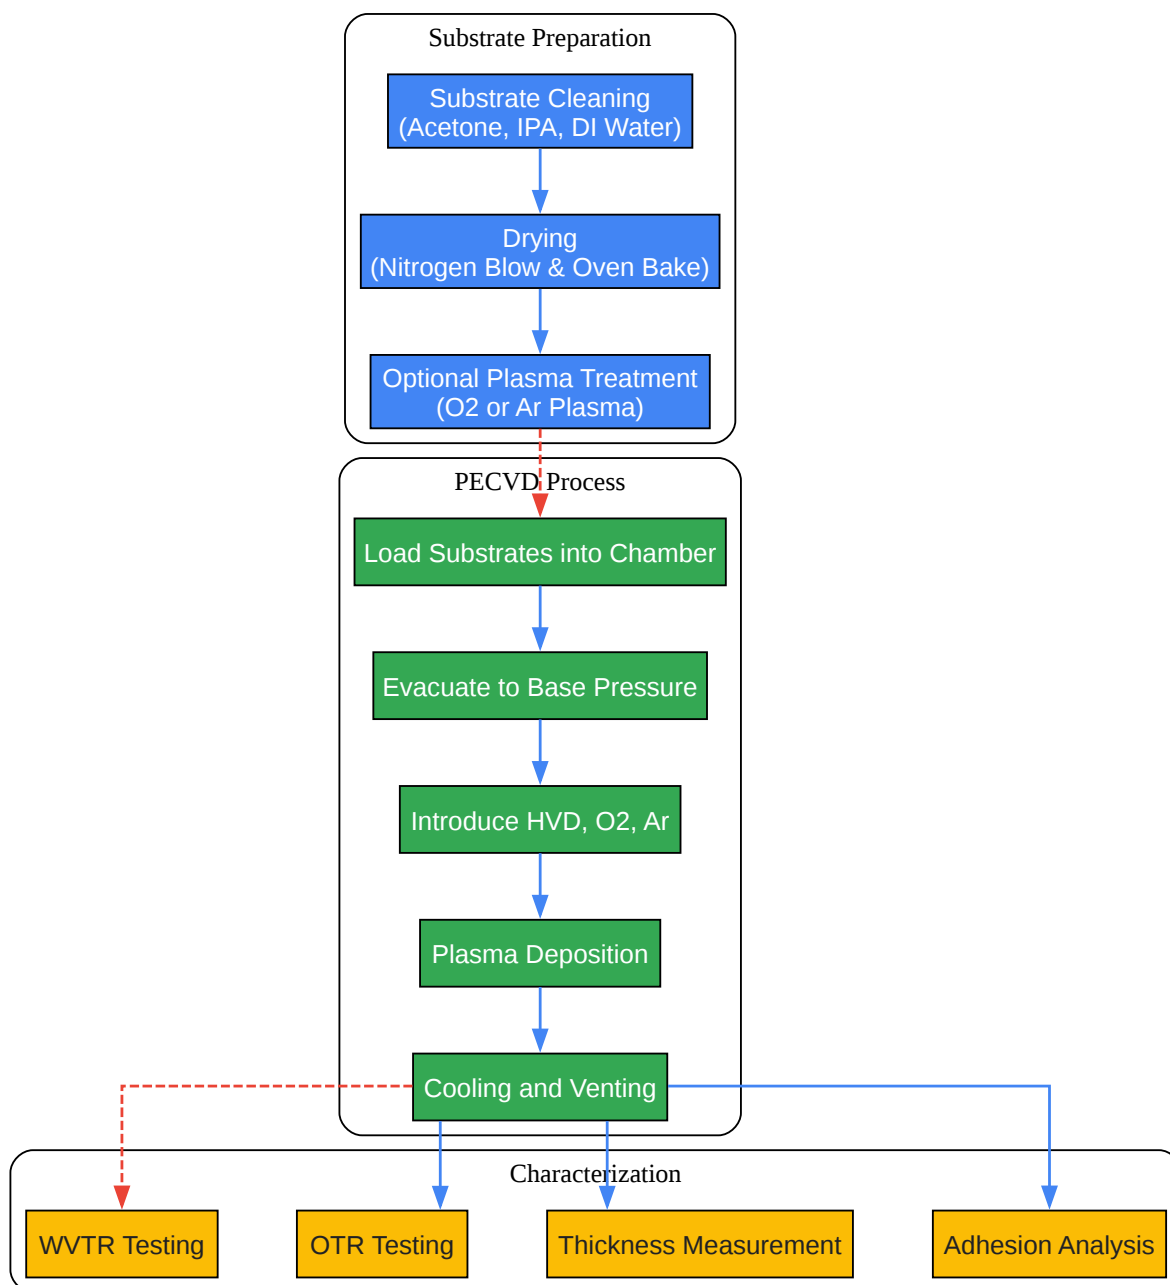 Substrate Preparation
Substrate Cleaning
(Acetone, IPA, DI Water)
Drying
(Nitrogen Blow & Oven Bake)
Optional Plasma Treatment
(O2 or Ar Plasma)
PECVD Process
Load Substrates into Chamber
Evacuate to Base Pressure
Introduce HVD, O2, Ar
Plasma Deposition
Cooling and Venting
Characterization
WVTR Testing
OTR Testing
Thickness Measurement
Adhesion Analysis